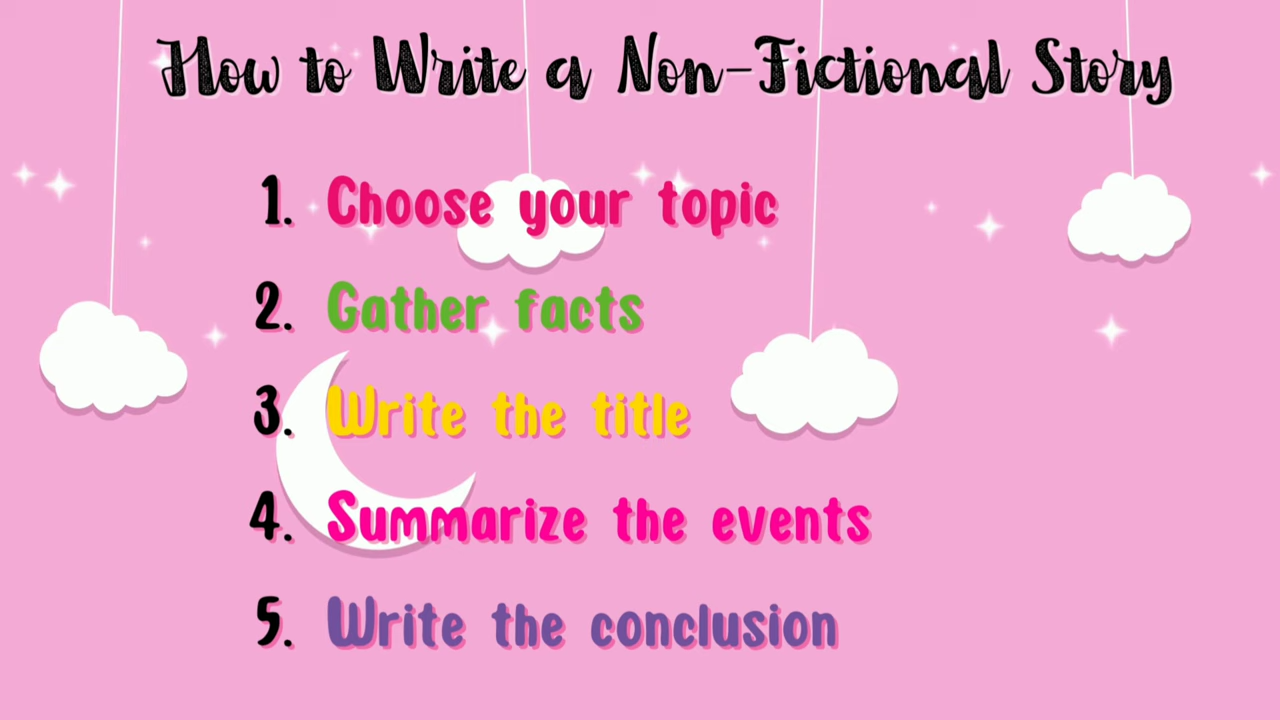 How to Write a Non-Fictional Story
1. Choose your topic
2. Gather facts
3. Write the title
4. Summarize the events
5. Write the conclusion